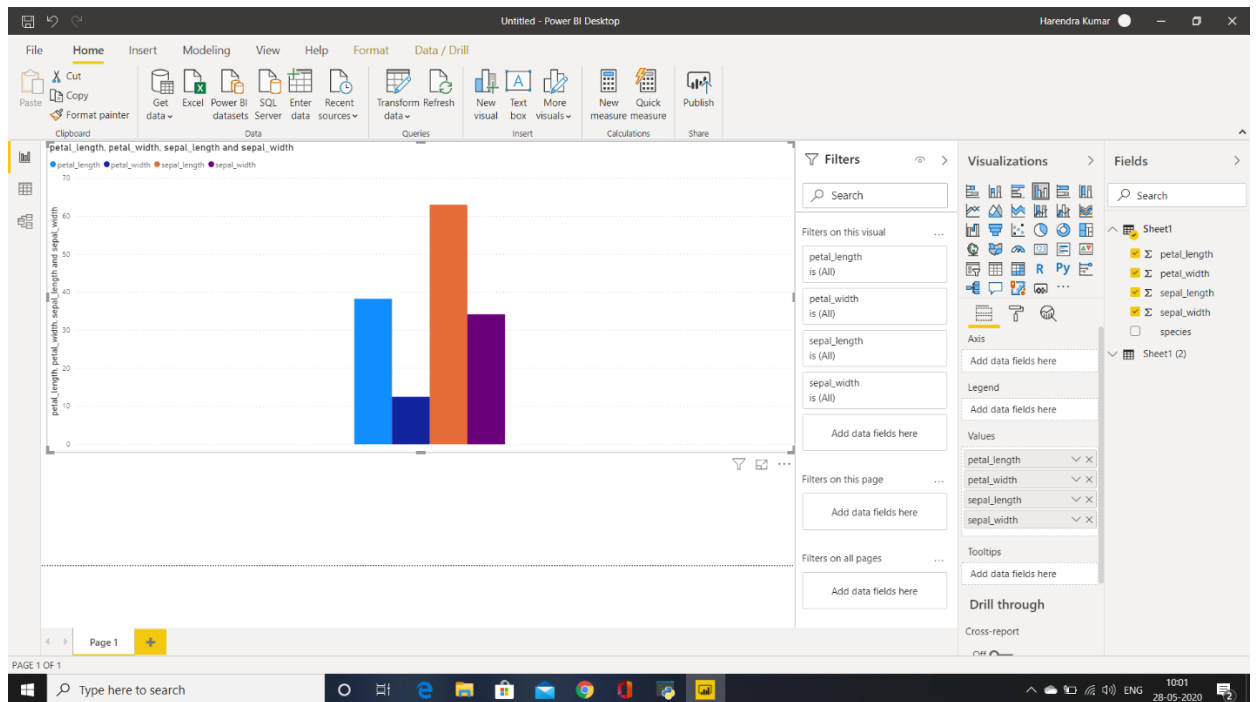 Untitled - Power BI Desktop
Harendra Kumar
File Home Insert Modeling View Help Format Data / Drill
Paste
Cut
Copy
Format painter
Clipboard
Get data
Excel
Power BI datasets
SQL Server
Enter data
Recent sources
Data
Transform data
Refresh
Queries
New visual
Text box
More visuals
Insert
New measure
Quick measure
Calculations
Publish
Share
petal_length, petal_width, sepal_length and sepal_width
petal_length petal_width sepal_length sepal_width
petal_length, petal_width, sepal_length and sepal_width
70
60
50
40
30
20
10
0
Filters
Search
Filters on this visual ...
petal_length
is (All)
petal_width
is (All)
sepal_length
is (All)
sepal_width
is (All)
Add data fields here
Filters on this page ...
Add data fields here
Filters on all pages ...
Add data fields here
Visualizations
123
R Py
...
Axis
Add data fields here
Legend
Add data fields here
Values
petal_length
petal_width
sepal_length
sepal_width
Tooltips
Add data fields here
Drill through
Cross-report
Off
Fields
Search
Sheet1
Σ petal_length
Σ petal_width
Σ sepal_length
Σ sepal_width
species
Sheet1 (2)
Page 1
PAGE 1 OF 1
Type here to search
ENG
10:01
28-05-2020
2